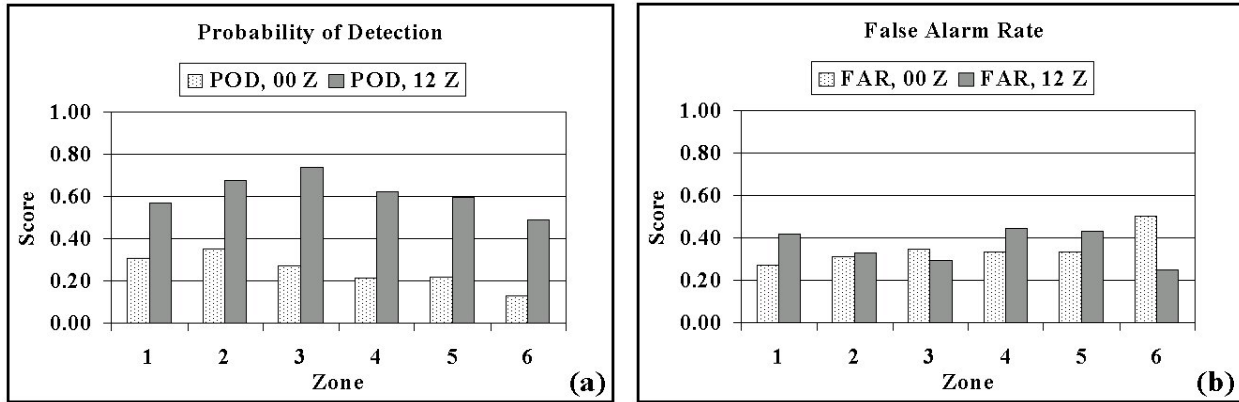 Probability of Detection
POD, 00 Z POD, 12 Z
1.00
0.80
0.60
0.40
0.20
0.00
Score
1 2 3 4 5 6
Zone
(a)
False Alarm Rate
FAR, 00 Z FAR, 12 Z
1.00
0.80
0.60
0.40
0.20
0.00
Score
1 2 3 4 5 6
Zone
(b)